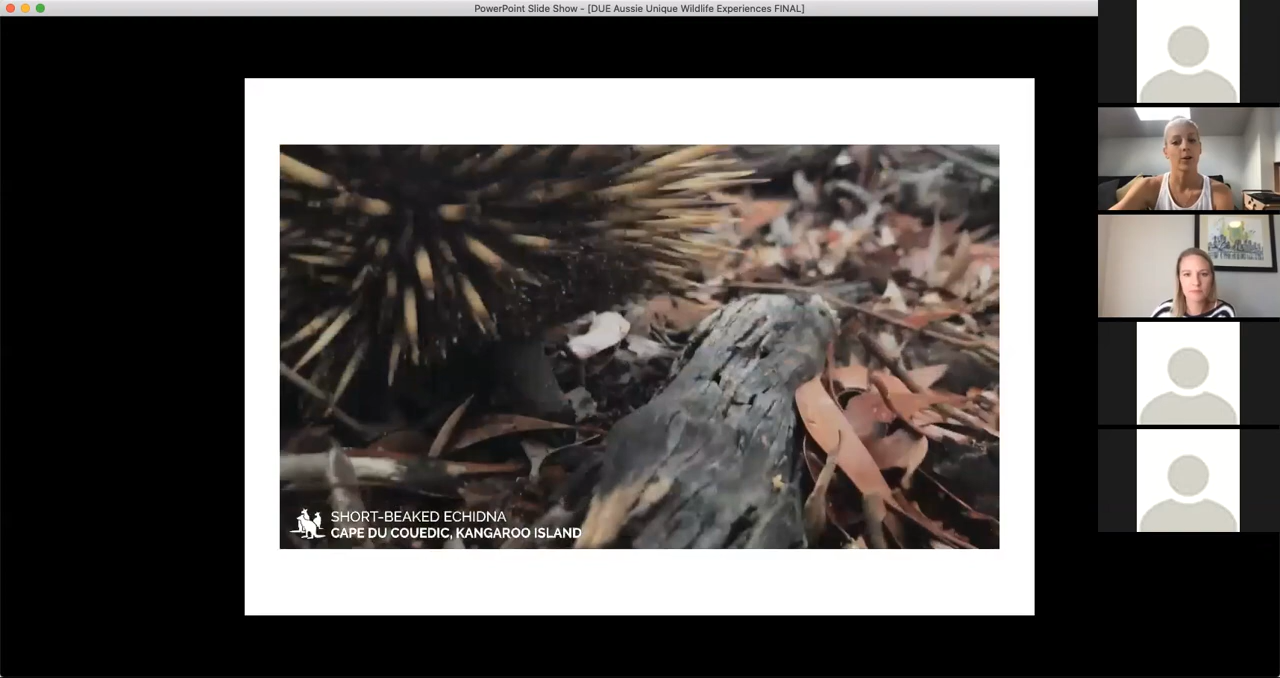 PowerPoint Slide Show - [DUE Aussie Unique Wildlife Experiences FINAL]
SHORT-BEAKED ECHIDNA
CAPE DU COUEDIC, KANGAROO ISLAND